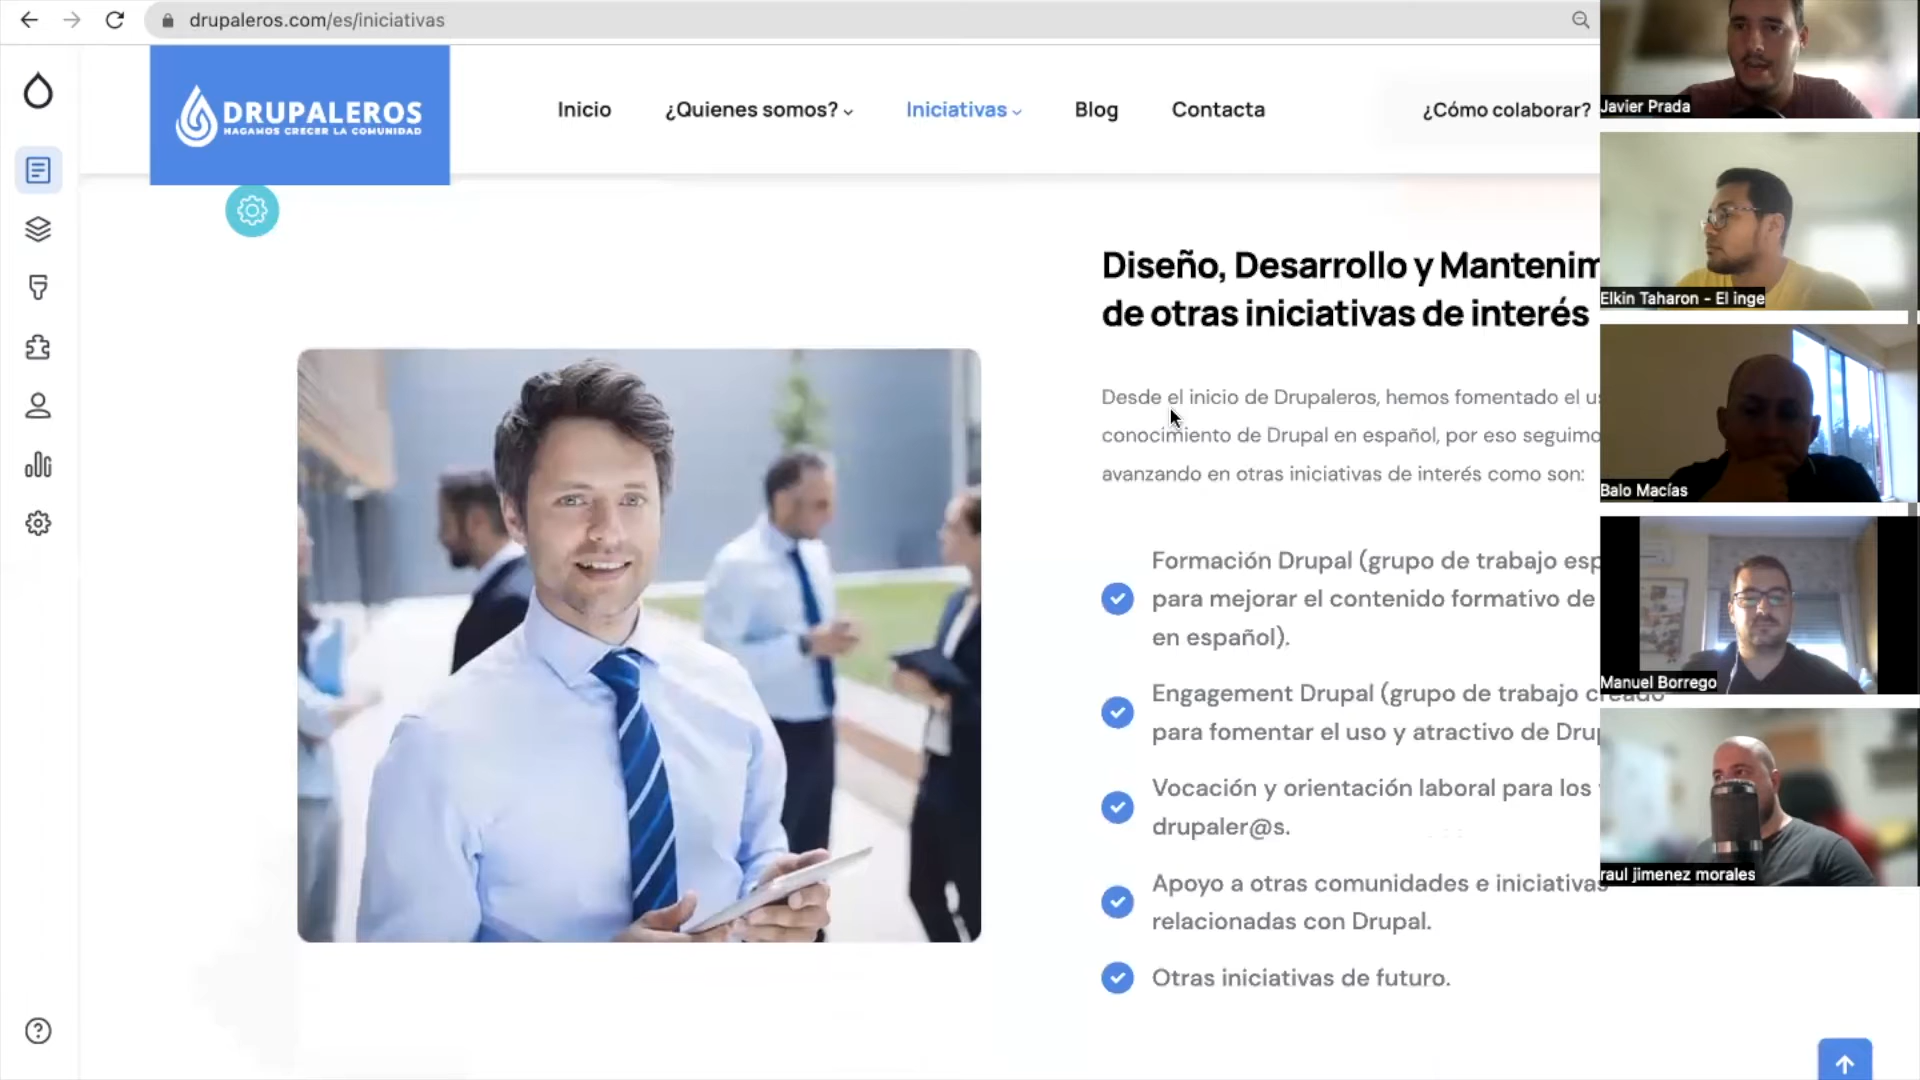 drupaleros.com/es/iniciativas
DRUPALEROS
HAGAMOS CRECER LA COMUNIDAD
Inicio
¿Quienes somos?
Iniciativas
Blog
Contacta
¿Cómo colaborar?
Diseño, Desarrollo y Mantenim
de otras iniciativas de interés
Desde el inicio de Drupaleros, hemos fomentado el
conocimiento de Drupal en español, por eso seguimo
avanzando en otras iniciativas de interés como son:
Formación Drupal (grupo de trabajo esp
para mejorar el contenido formativo de
en español).
Engagement Drupal (grupo de trabajo creado
para fomentar el uso y atractivo de Dru
Vocación y orientación laboral para los
drupaler@s.
Apoyo a otras comunidades e iniciativas
relacionadas con Drupal.
Otras iniciativas de futuro.
Javier Prada
Elkin Taharon - El inge
Balo Macías
Manuel Borrego
raul jimenez morales